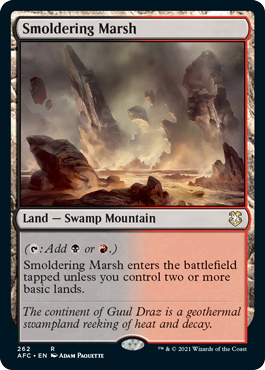 Smoldering Marsh
Land — Swamp Mountain
(:Add or .)
Smoldering Marsh enters the battlefield
tapped unless you control two or more
basic lands.
The continent of Guul Draz is a geothermal
swampland reeking of heat and decay.
262 R
AFC • EN Adam Paquette
™ & © 2021 Wizards of the Coast